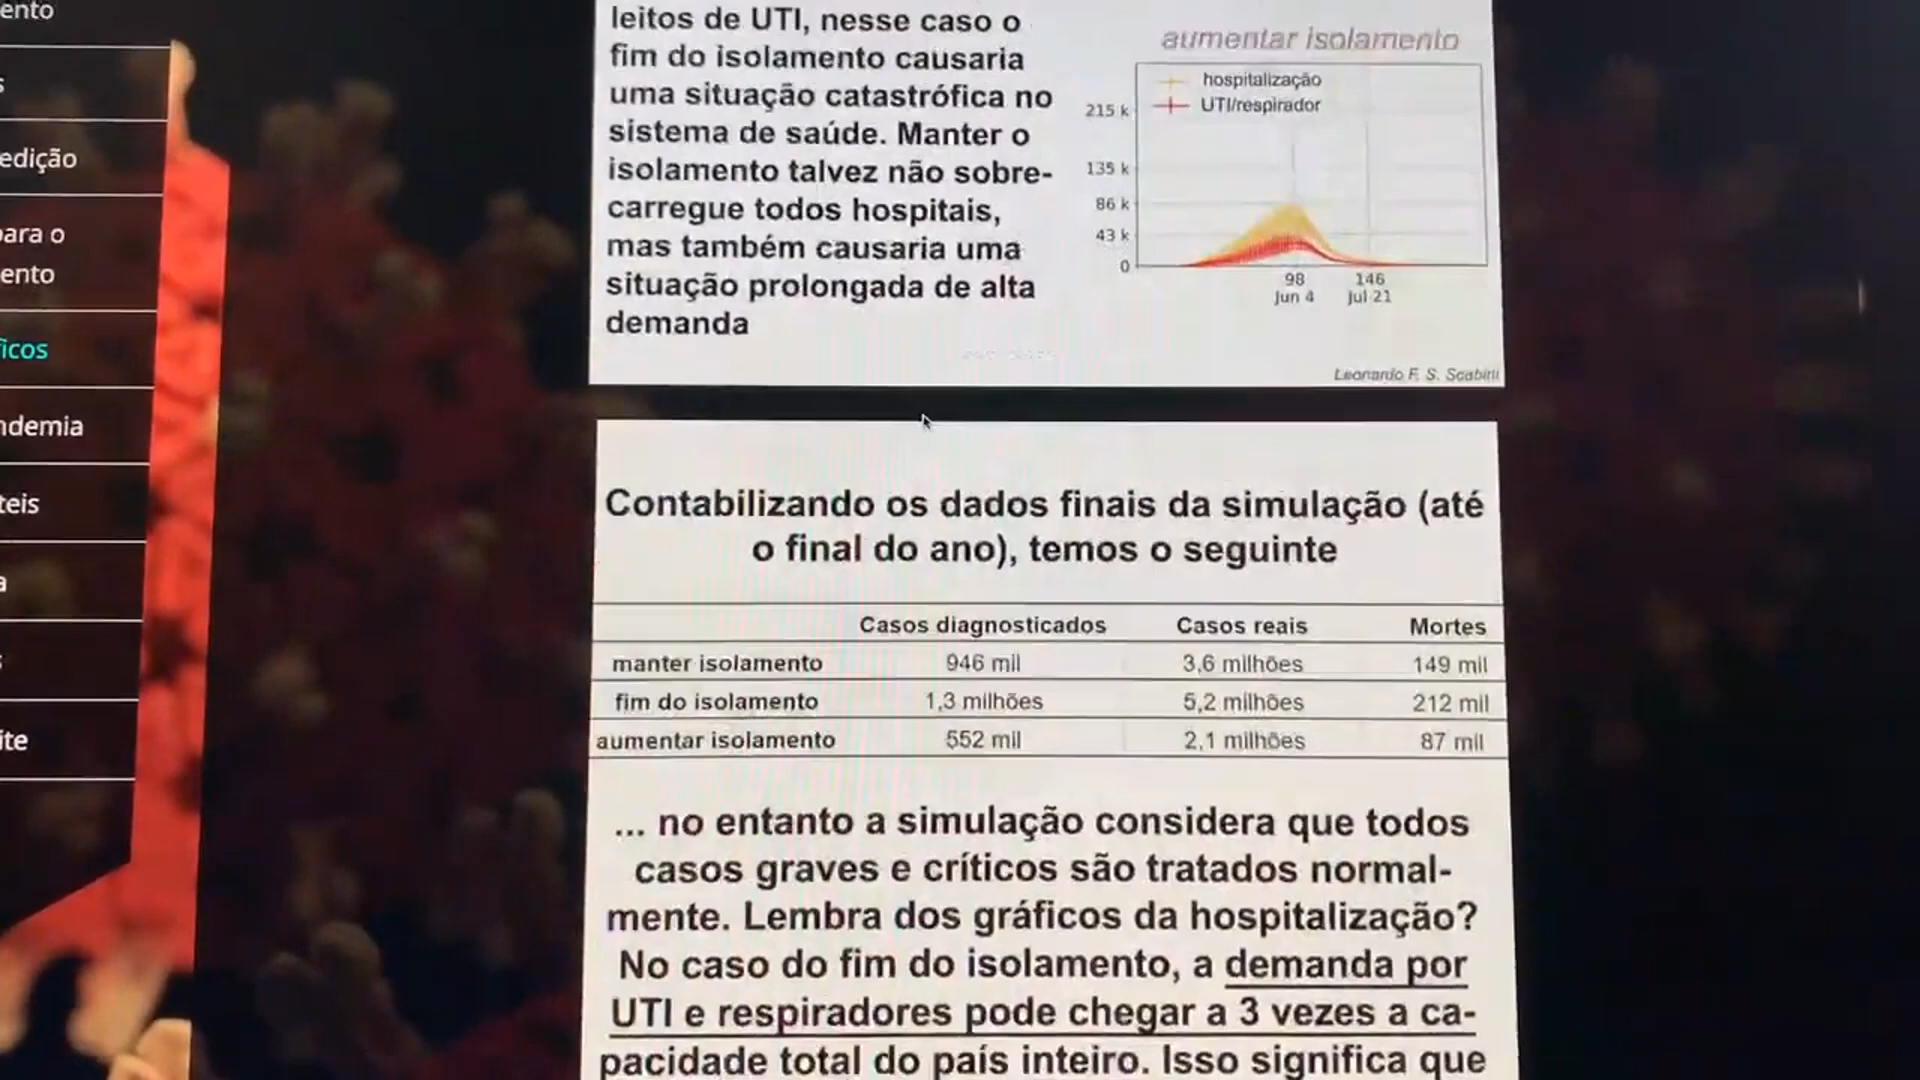 ento
s
edição
para o
ento
ficos
ndemia
teis
a
s
ite
leitos de UTI, nesse caso o
fim do isolamento causaria
uma situação catastrófica no
sistema de saúde. Manter o
isolamento talvez não sobre-
carregue todos hospitais,
mas também causaria uma
situação prolongada de alta
demanda
aumentar isolamento
hospitalização
UTI/respirador
215 k
135 k
86 k
43 k
0
98 146
Jun 4 Jul 21
Leonardo F. S. Scabini
Contabilizando os dados finais da simulação (até
o final do ano), temos o seguinte
Casos diagnosticados Casos reais Mortes
manter isolamento 946 mil 3,6 milhões 149 mil
fim do isolamento 1,3 milhões 5,2 milhões 212 mil
aumentar isolamento 552 mil 2,1 milhões 87 mil
... no entanto a simulação considera que todos
casos graves e críticos são tratados normal-
mente. Lembra dos gráficos da hospitalização?
No caso do fim do isolamento, a demanda por
UTI e respiradores pode chegar a 3 vezes a ca-
pacidade total do país inteiro. Isso significa que